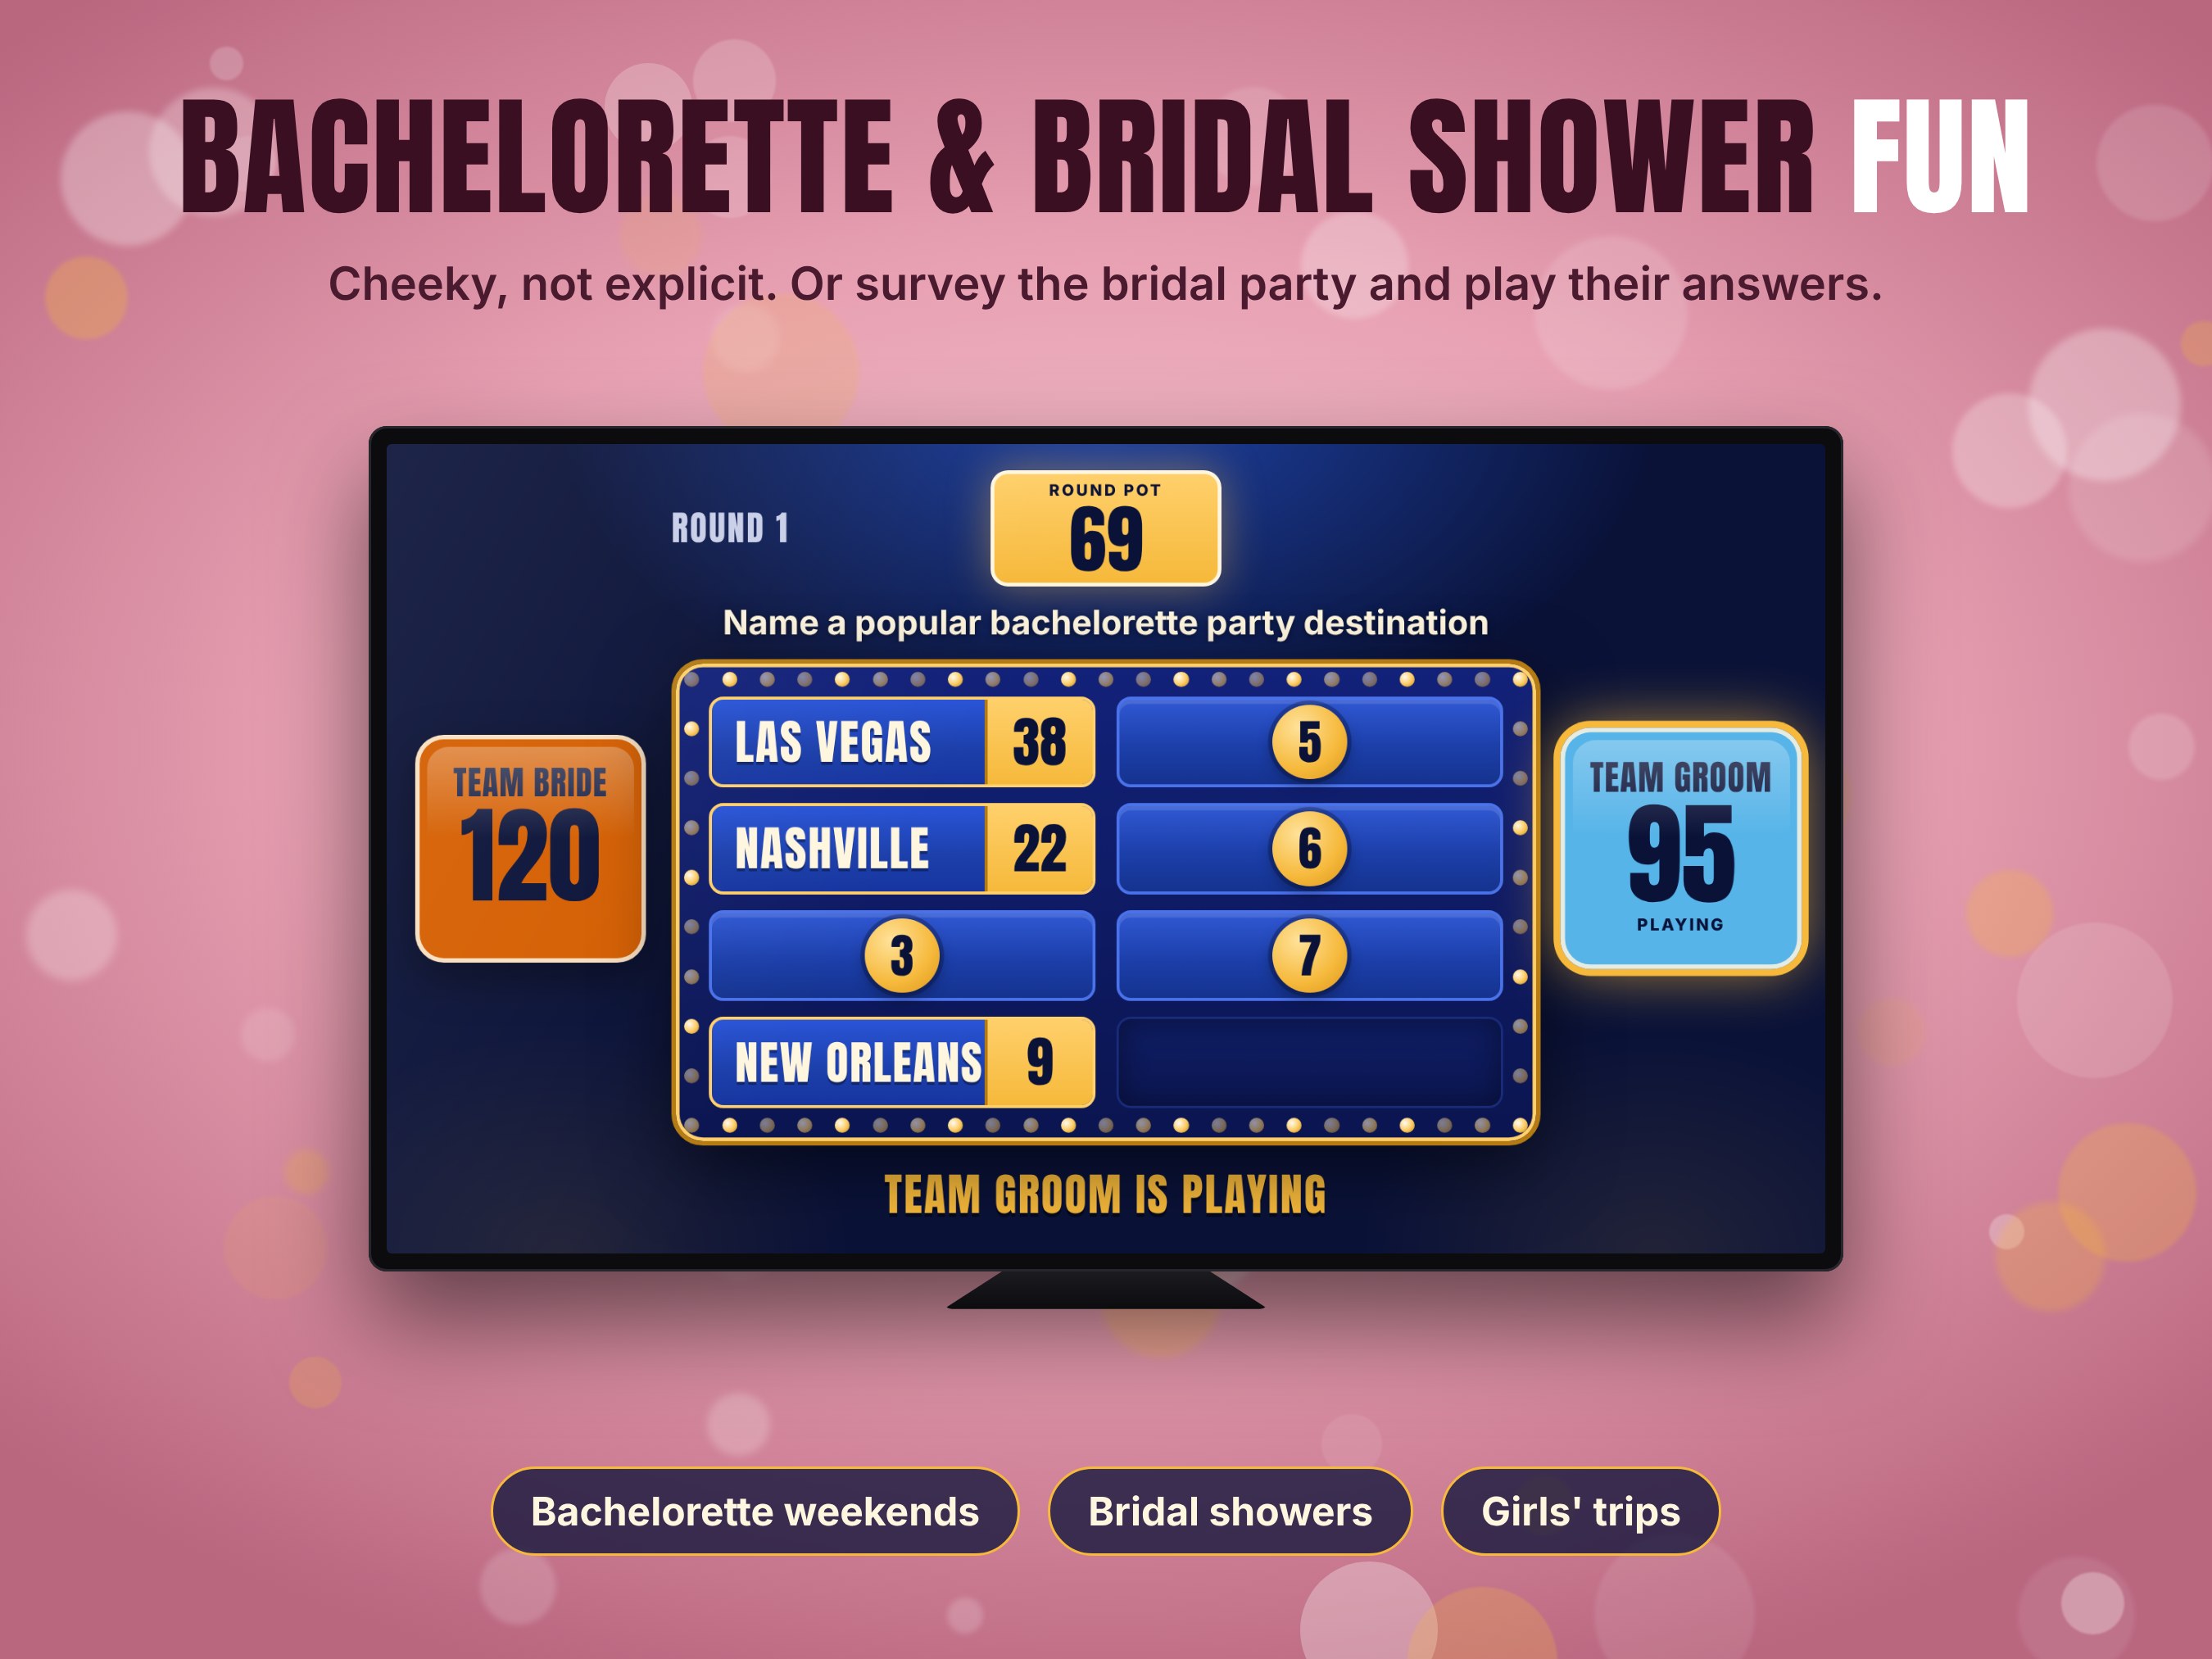 BACHELORETTE & BRIDAL SHOWER FUN
Cheeky, not explicit. Or survey the bridal party and play their answers.
ROUND 1
ROUND POT
69
Name a popular bachelorette party destination
TEAM BRIDE
120
LAS VEGAS 38
NASHVILLE 22
3
NEW ORLEANS 9
5
6
7
TEAM GROOM
95
PLAYING
TEAM GROOM IS PLAYING
Bachelorette weekends
Bridal showers
Girls' trips